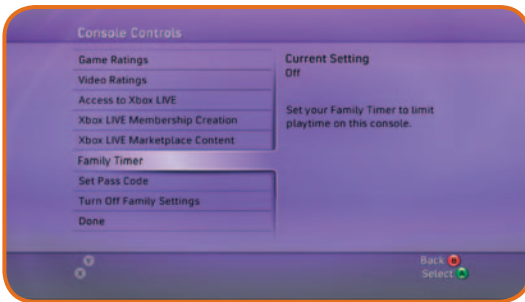 Console Controls
Game Ratings
Video Ratings
Access to Xbox LIVE
Xbox LIVE Membership Creation
Xbox LIVE Marketplace Content
Family Timer
Set Pass Code
Turn Off Family Settings
Done
Current Setting
Off
Set your Family Timer to limit
playtime on this console.
Y
X
Back B
Select A